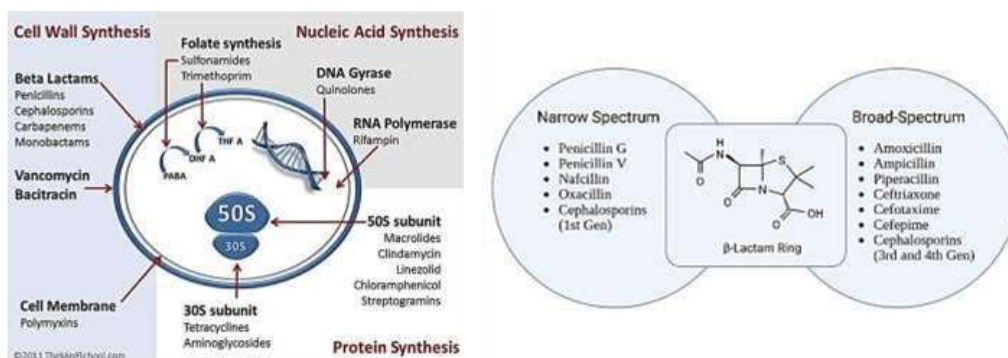 Cell Wall Synthesis
Nucleic Acid Synthesis
Folate synthesis
Sulfonamides
Trimethoprim
Beta Lactams
Penicillins
Cephalosporins
Carbapenems
Monobactams
DNA Gyrase
Quinolones
RNA Polymerase
Rifampin
Vancomycin
Bacitracin
PABA
DHF A
THF A
50S
30S
50S subunit
Macrolides
Clindamycin
Linezolid
Chloramphenicol
Streptogramins
Cell Membrane
Polymyxins
30S subunit
Tetracyclines
Aminoglycosides
Protein Synthesis
©2011 TheMedSchool.com
Narrow Spectrum
• Penicillin G
• Penicillin V
• Nafcillin
• Oxacillin
• Cephalosporins
(1st Gen)
H
N
S
O
N
O
O
OH
β-Lactam Ring
Broad-Spectrum
• Amoxicillin
• Ampicillin
• Piperacillin
• Ceftriaxone
• Cefotaxime
• Cefepime
• Cephalosporins
(3rd and 4th Gen)